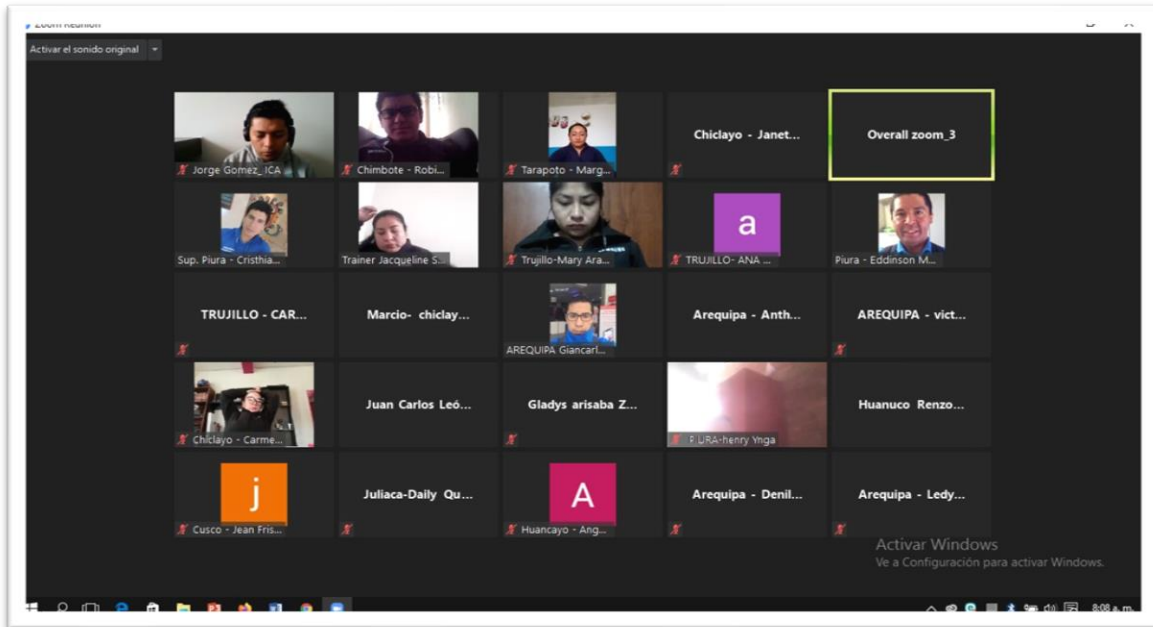 Zoom Reunión
Activar el sonido original
Jorge Gomez_ ICA
Chimbote - Robi...
Tarapoto - Marg...
Chiclayo - Janet...
Overall zoom_3
Sup. Piura - Cristhia...
Trainer Jacqueline S...
Trujillo-Mary Ara...
a
TRUJILLO- ANA ...
Piura - Eddinson M...
TRUJILLO - CAR...
Marcio- chiclay...
AREQUIPA Giancarl...
Arequipa - Anth...
AREQUIPA - vict...
Chiclayo - Carme...
Juan Carlos Leó...
Gladys arisaba Z...
PIURA-henry Ynga
Huanuco Renzo...
j
Cusco - Jean Fris...
Juliaca-Daily Qu...
A
Huancayo - Ang...
Arequipa - Denil...
Arequipa - Ledy...
Activar Windows
Ve a Configuración para activar Windows.
8:08 a. m.